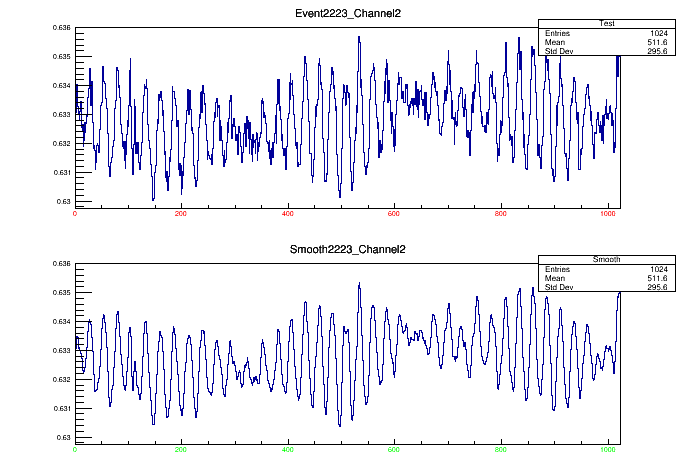 Event2223_Channel2
Test
Entries 1024
Mean 511.6
Std Dev 295.6
0.636
0.635
0.634
0.633
0.632
0.631
0.63
0 200 400 600 800 1000
Smooth2223_Channel2
Smooth
Entries 1024
Mean 511.6
Std Dev 295.6
0.636
0.635
0.634
0.633
0.632
0.631
0.63
0 200 400 600 800 1000